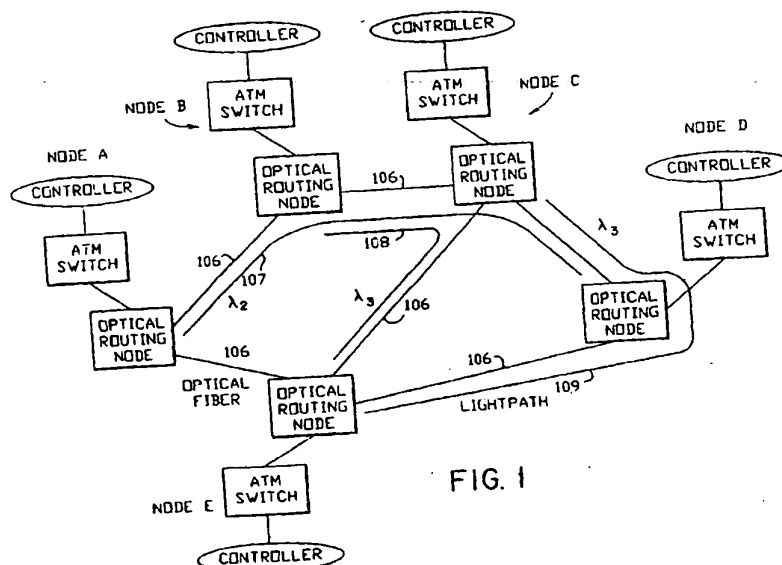 CONTROLLER
CONTROLLER
NODE B
ATM
SWITCH
ATM
SWITCH
NODE C
NODE A
NODE D
CONTROLLER
CONTROLLER
OPTICAL
ROUTING
NODE
106
OPTICAL
ROUTING
NODE
ATM
SWITCH
ATM
SWITCH
106
107
108
λ3
λ2
λ3
106
OPTICAL
ROUTING
NODE
OPTICAL
ROUTING
NODE
106
OPTICAL
FIBER
106
OPTICAL
ROUTING
NODE
LIGHTPATH
109
NODE E
ATM
SWITCH
CONTROLLER
FIG. 1